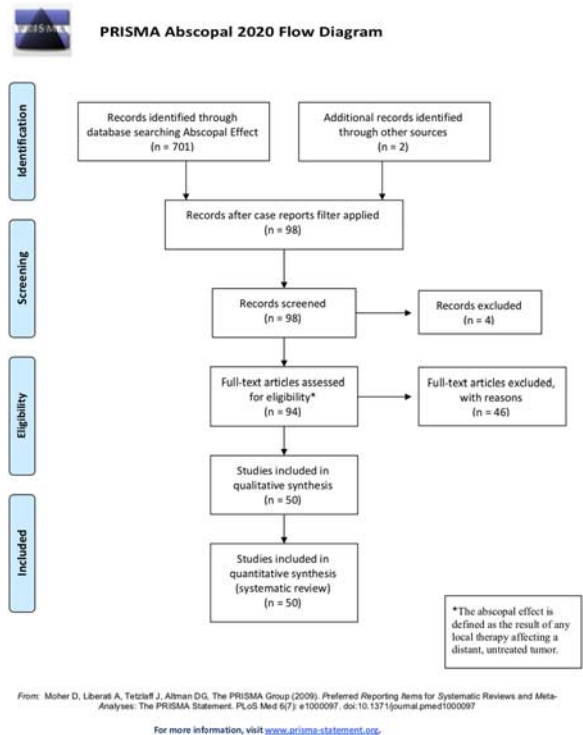 PRISMA
PRISMA Abscopal 2020 Flow Diagram
Identification
Records identified through
database searching Abscopal Effect
(n = 701)
Additional records identified
through other sources
(n = 2)
Records after case reports filter applied
(n = 98)
Screening
Records screened
(n = 98)
Records excluded
(n = 4)
Eligibility
Full-text articles assessed
for eligibility*
(n = 94)
Full-text articles excluded,
with reasons
(n = 46)
Studies included in
qualitative synthesis
(n = 50)
Included
Studies included in
quantitative synthesis
(systematic review)
(n = 50)
*The abscopal effect is
defined as the result of any
local therapy affecting a
distant, untreated tumor.
From: Moher D, Liberati A, Tetzlaff J, Altman DG, The PRISMA Group (2009). Preferred Reporting Items for Systematic Reviews and Meta-
Analyses: The PRISMA Statement. PLoS Med 6(7): e1000097. doi:10.1371/journal.pmed1000097
For more information, visit www.prisma-statement.org.